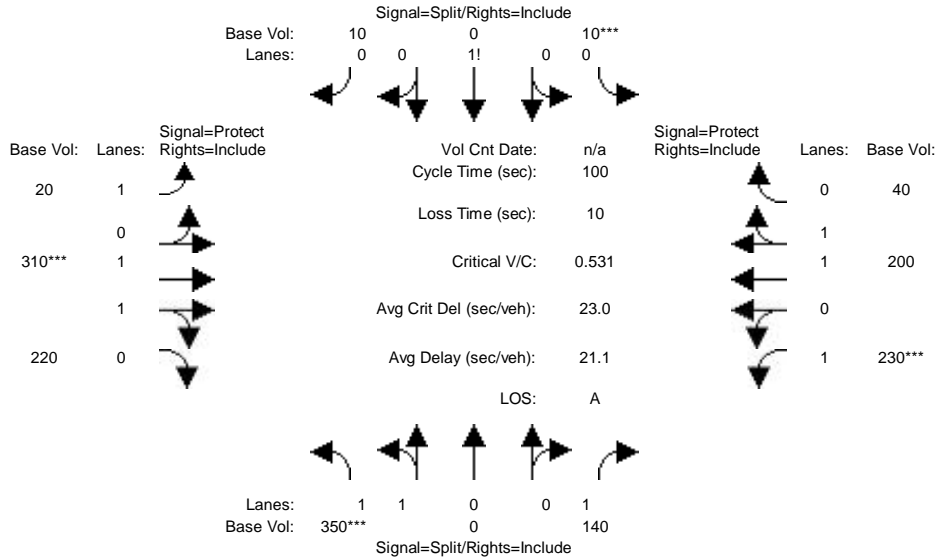 Signal=Split/Rights=Include
Base Vol: 10 0 10***
Lanes: 0 0 1! 0 0
Signal=Protect
Base Vol: Lanes: Rights=Include
Vol Cnt Date: n/a
Signal=Protect
Rights=Include Lanes: Base Vol:
Cycle Time (sec): 100
20 1
0 40
Loss Time (sec): 10
0
1
310*** 1
Critical V/C: 0.531
1 200
1
Avg Crit Del (sec/veh): 23.0
0
220 0
Avg Delay (sec/veh): 21.1
1 230***
LOS: A
Lanes: 1 1 0 0 1
Base Vol: 350*** 0 140
Signal=Split/Rights=Include